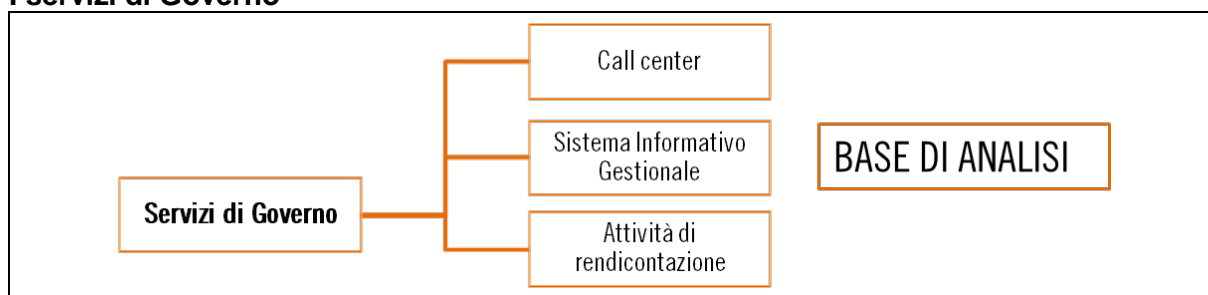 I servizi di Governo
Call center
Sistema Informativo
Gestionale
BASE DI ANALISI
Servizi di Governo
Attività di
rendicontazione